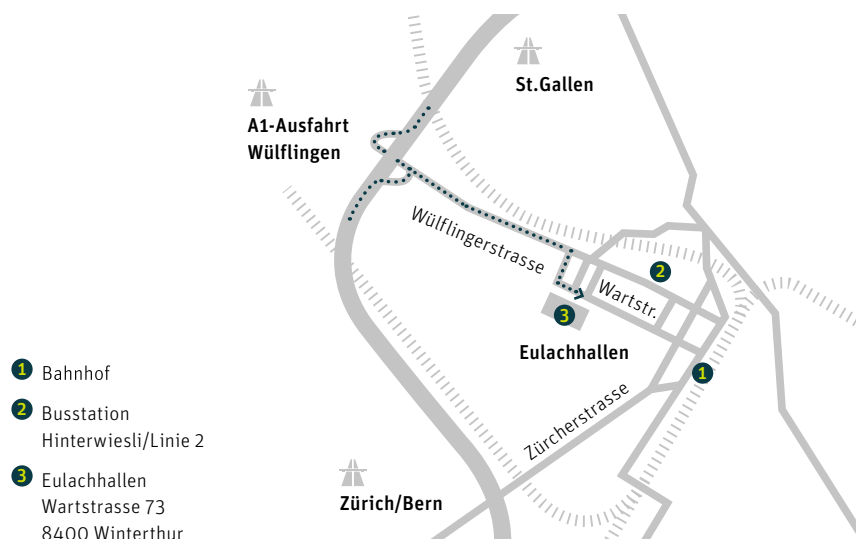 St.Gallen
A1-Ausfahrt
Wülflingen
Wülflingerstrasse
2
Wartstr.
3
Eulachhallen
1
Zürcherstrasse
Zürich/Bern
1 Bahnhof
2 Busstation
Hinterwiesli/Linie 2
3 Eulachhallen
Wartstrasse 73
8400 Winterthur